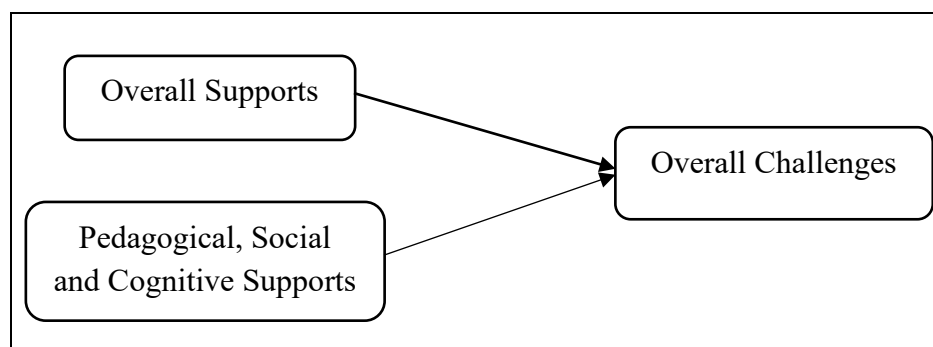 Overall Supports
Overall Challenges
Pedagogical, Social
and Cognitive Supports